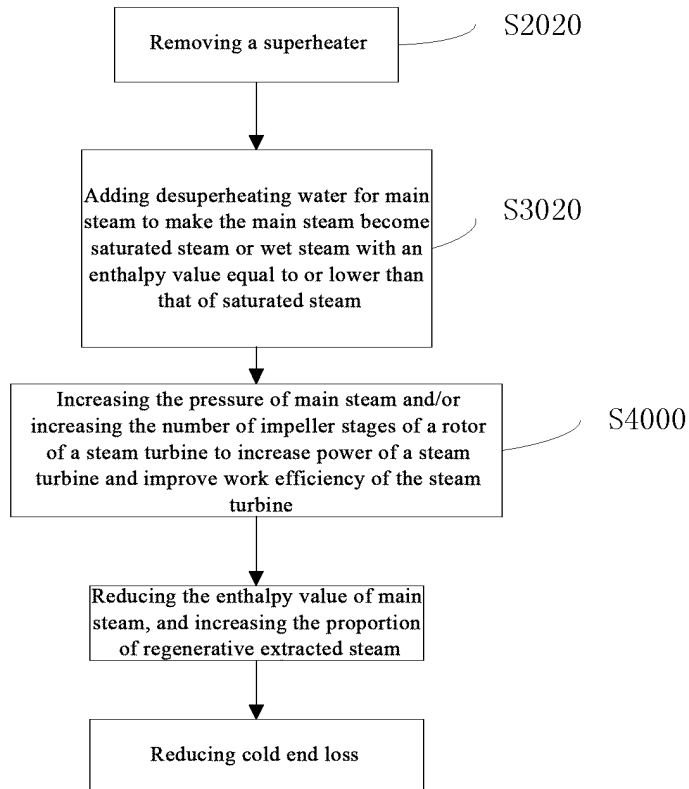 Removing a superheater
S2020
Adding desuperheating water for main
steam to make the main steam become
saturated steam or wet steam with an
enthalpy value equal to or lower than
that of saturated steam
S3020
Increasing the pressure of main steam and/or
increasing the number of impeller stages of a rotor
of a steam turbine to increase power of a steam
turbine and improve work efficiency of the steam
turbine
S4000
Reducing the enthalpy value of main
steam, and increasing the proportion
of regenerative extracted steam
Reducing cold end loss